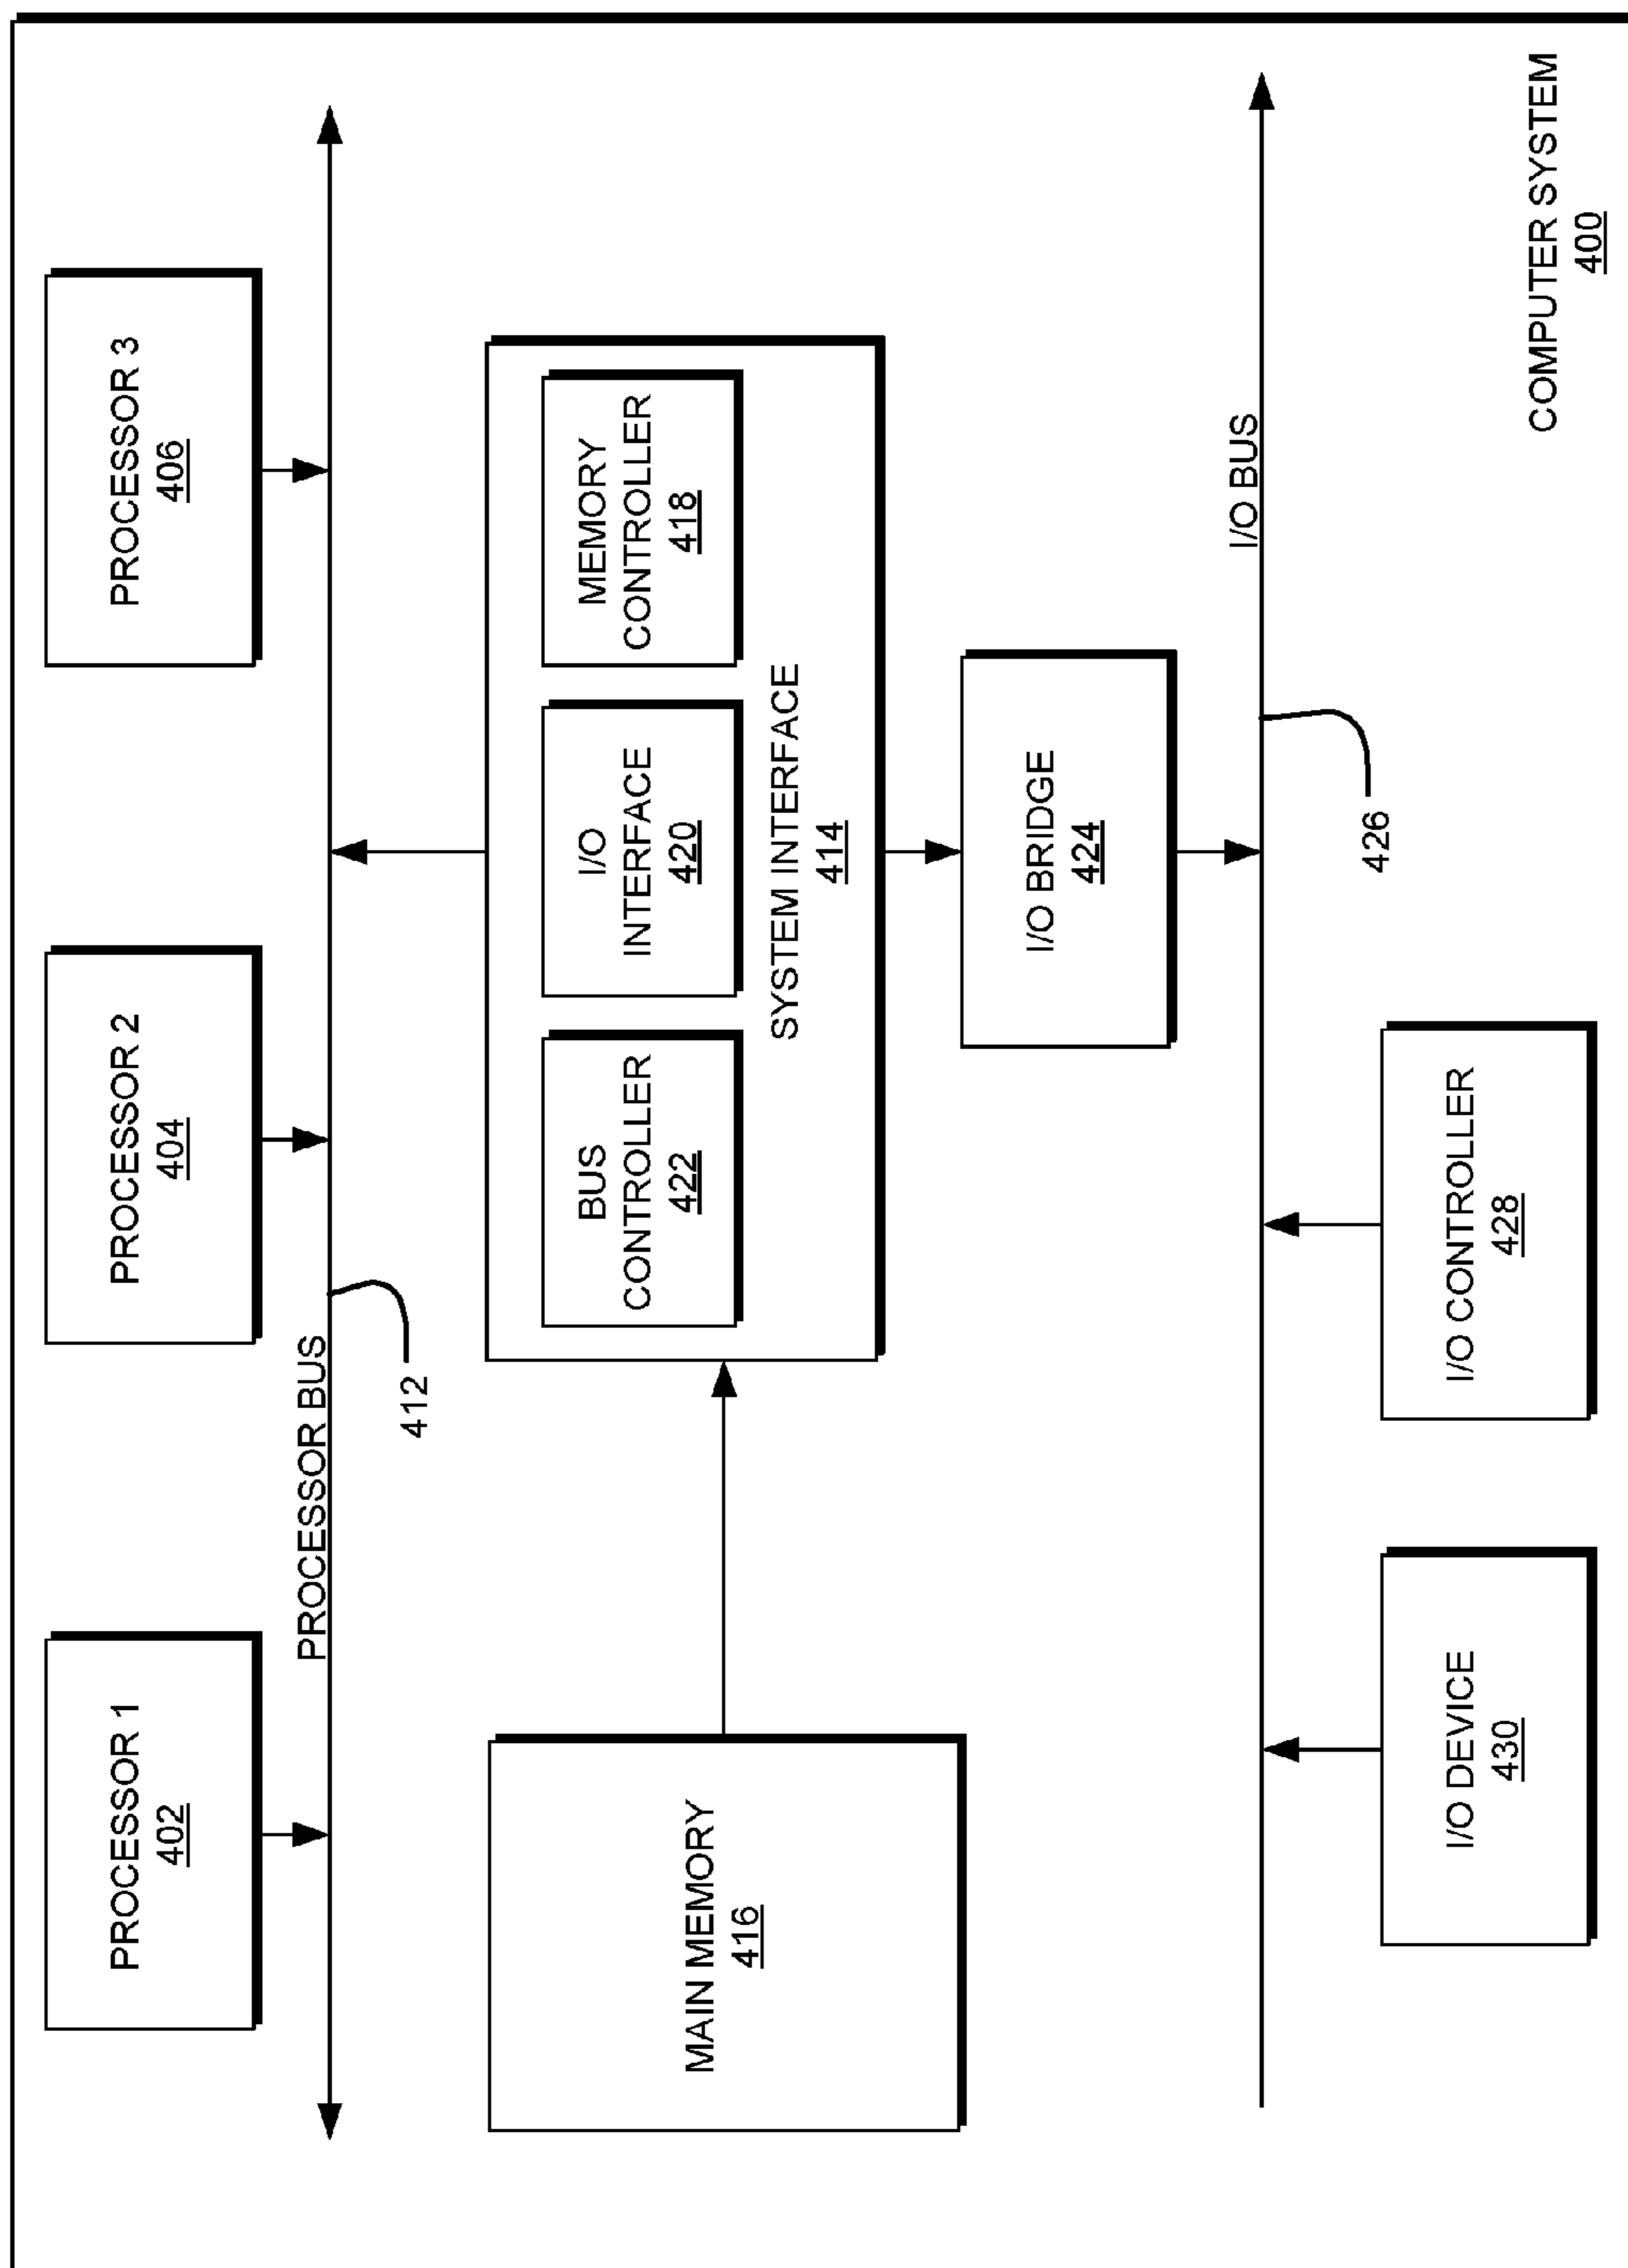 PROCESSOR 1
402
PROCESSOR 2
404
PROCESSOR 3
406
PROCESSOR BUS
412
MAIN MEMORY
416
BUS
CONTROLLER
422
I/O
INTERFACE
420
MEMORY
CONTROLLER
418
SYSTEM INTERFACE
414
I/O BRIDGE
424
I/O BUS
426
I/O DEVICE
430
I/O CONTROLLER
428
COMPUTER SYSTEM
400